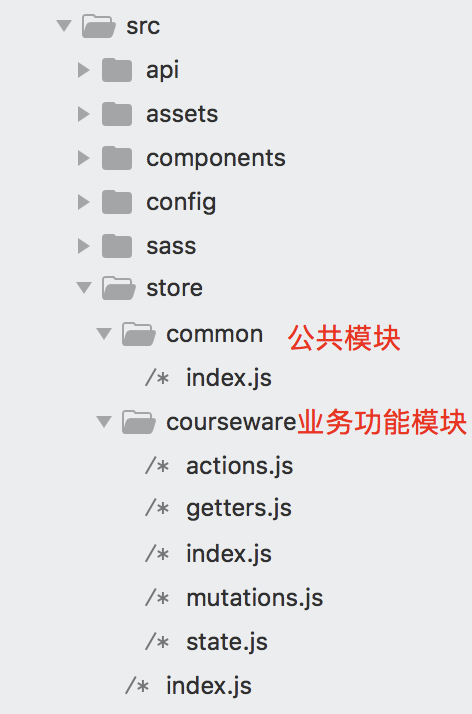 src
api
assets
components
config
sass
store
common 公共模块
/* index.js
courseware业务功能模块
/* actions.js
/* getters.js
/* index.js
/* mutations.js
/* state.js
/* index.js